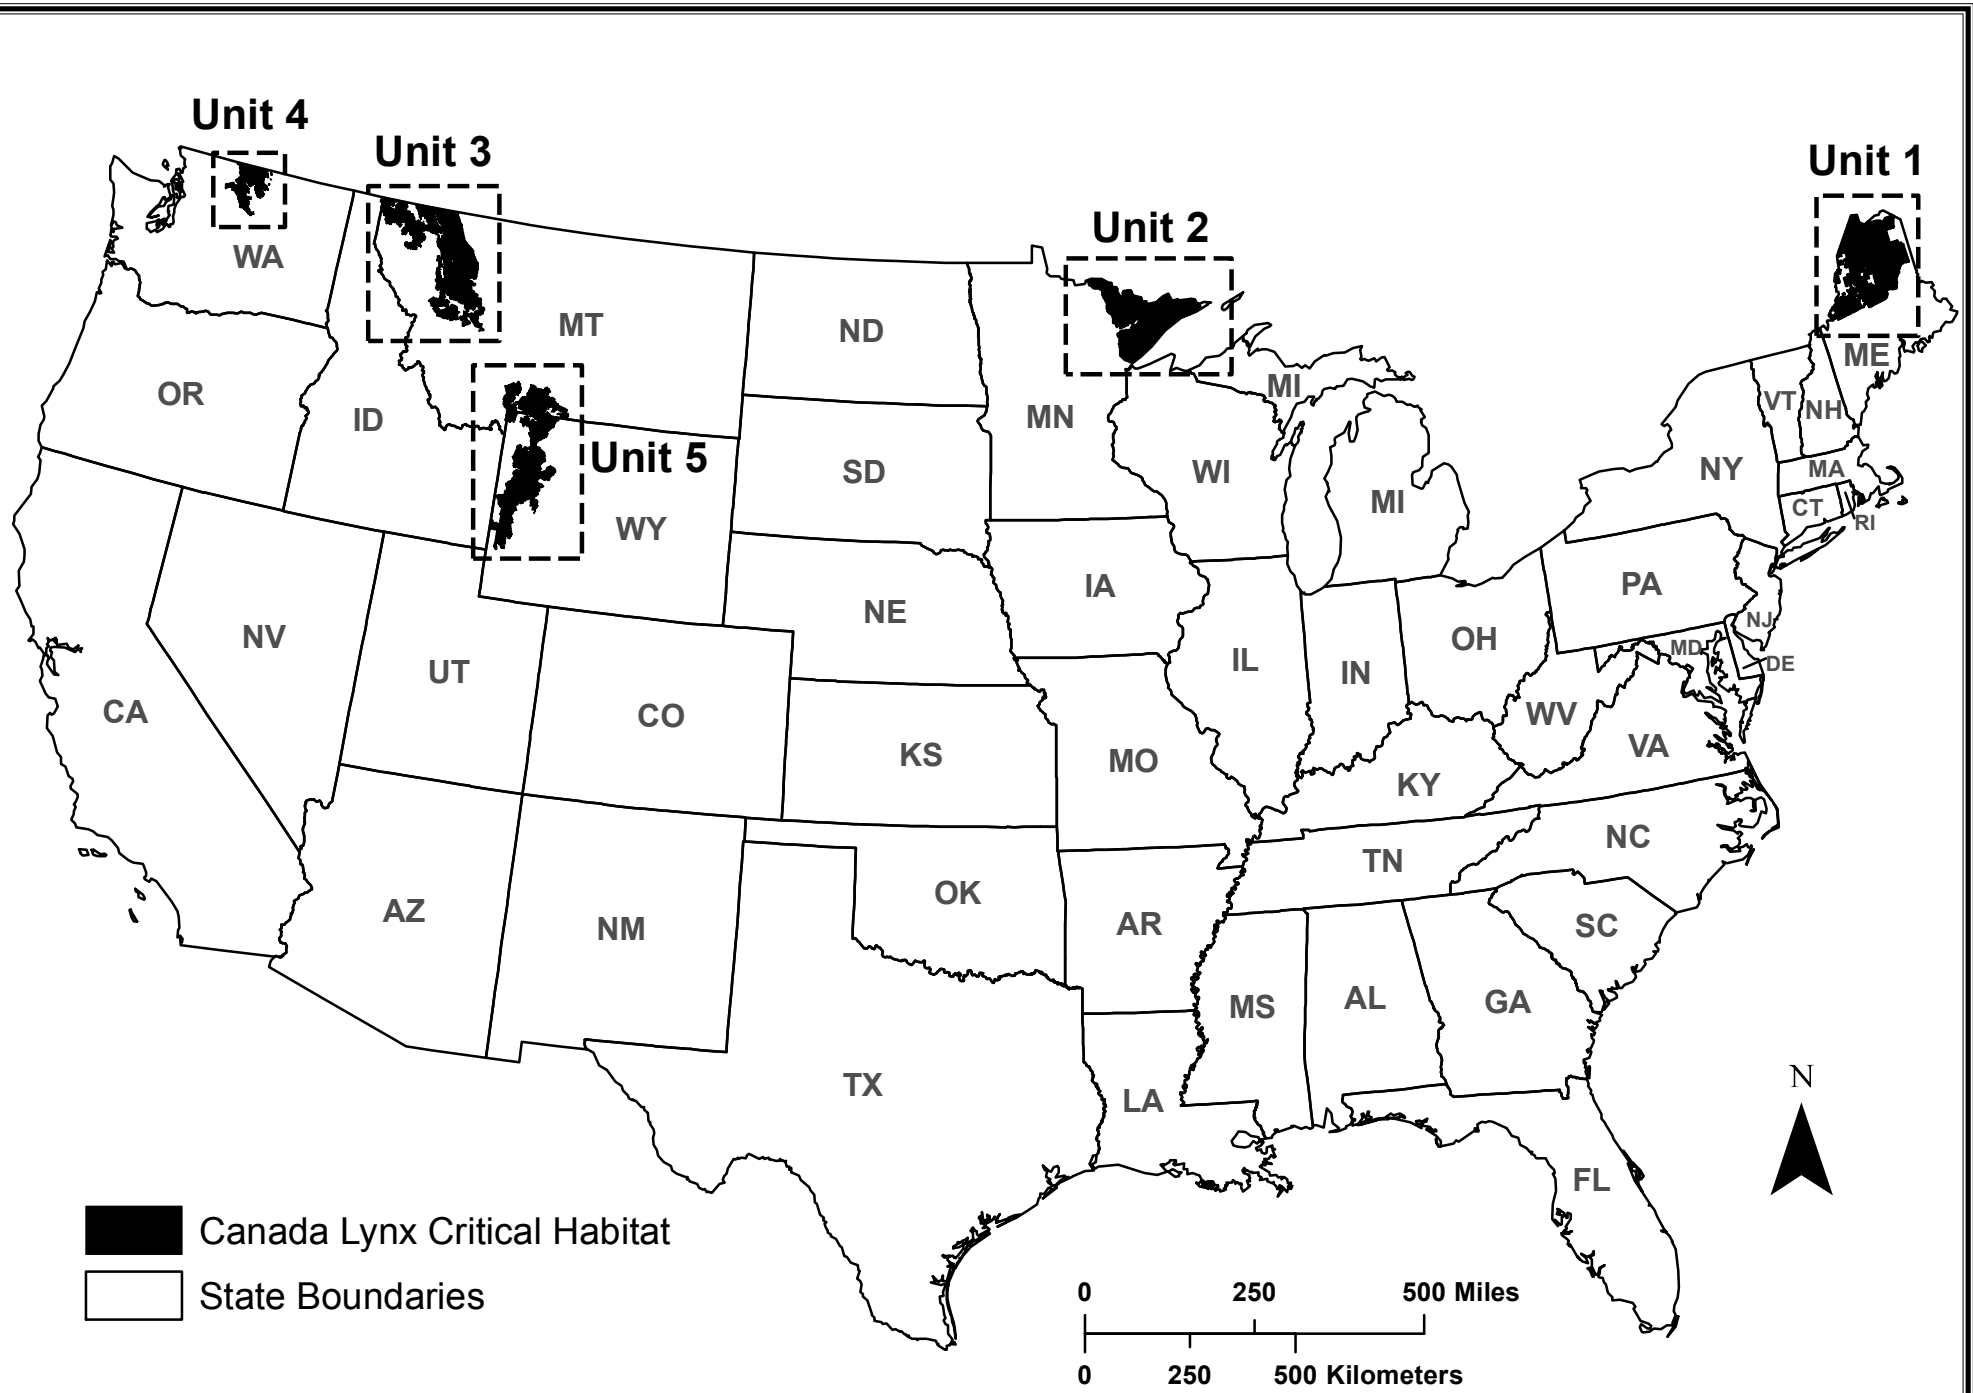 Unit 4
Unit 3
Unit 1
Unit 2
WA
MT
ND
ME
OR
ID
MI
VT
NH
MN
Unit 5
SD
WI
NY
MA
MI
CT
RI
WY
IA
PA
NE
NJ
NV
OH
MD
DE
UT
IL
IN
CA
CO
WV
KS
MO
VA
KY
NC
TN
OK
AZ
NM
AR
SC
MS
AL
GA
N
TX
LA
FL
Canada Lynx Critical Habitat
State Boundaries
0 250 500 Miles
0 250 500 Kilometers